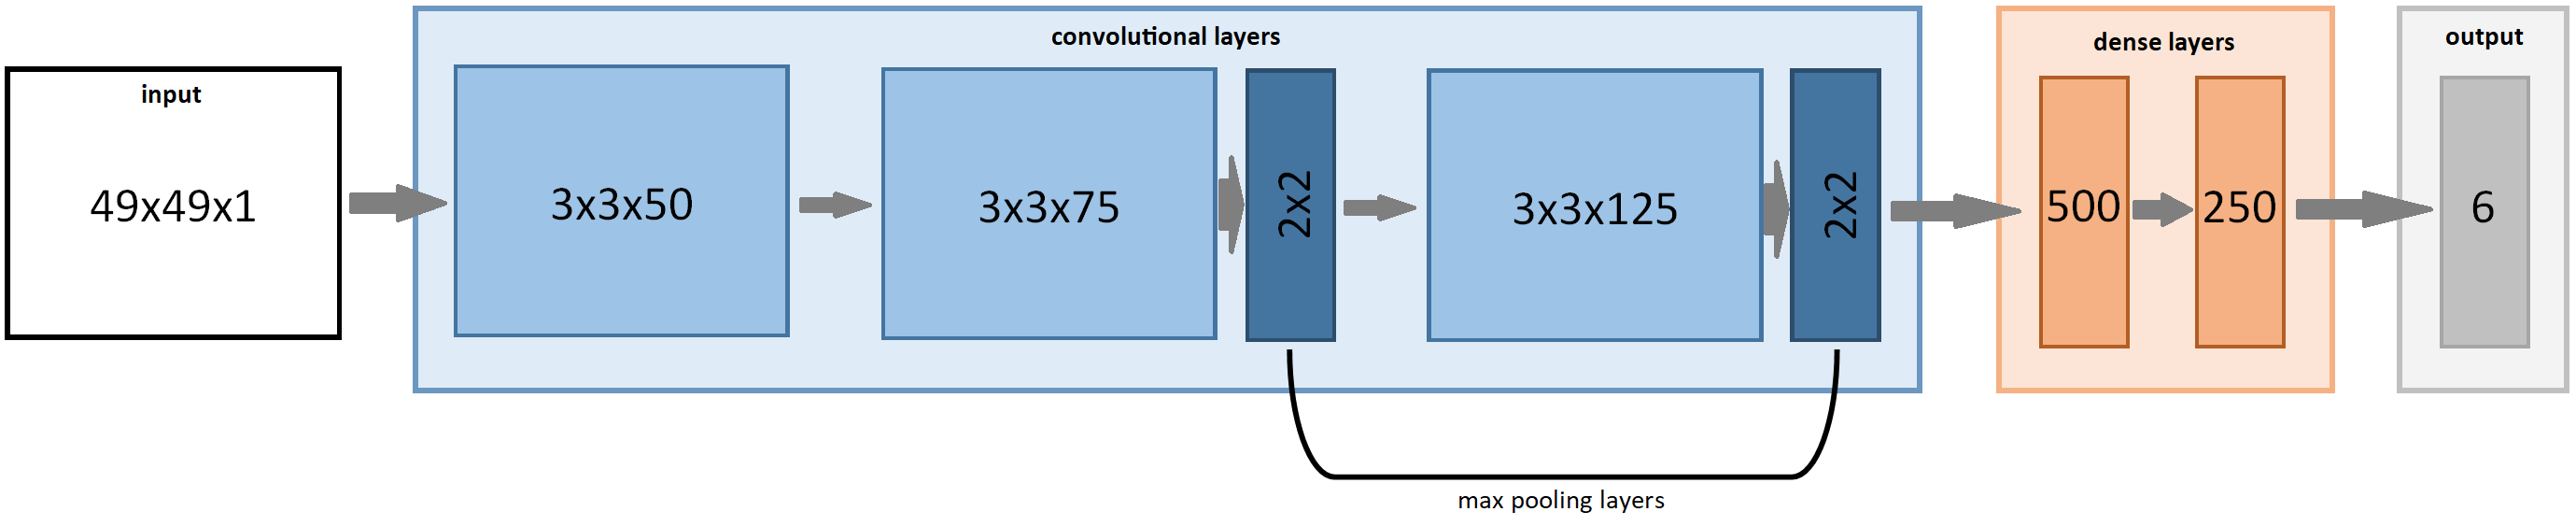 input
49x49x1
convolutional layers
3x3x50
3x3x75
2x2
3x3x125
2x2
dense layers
500
250
output
6
max pooling layers